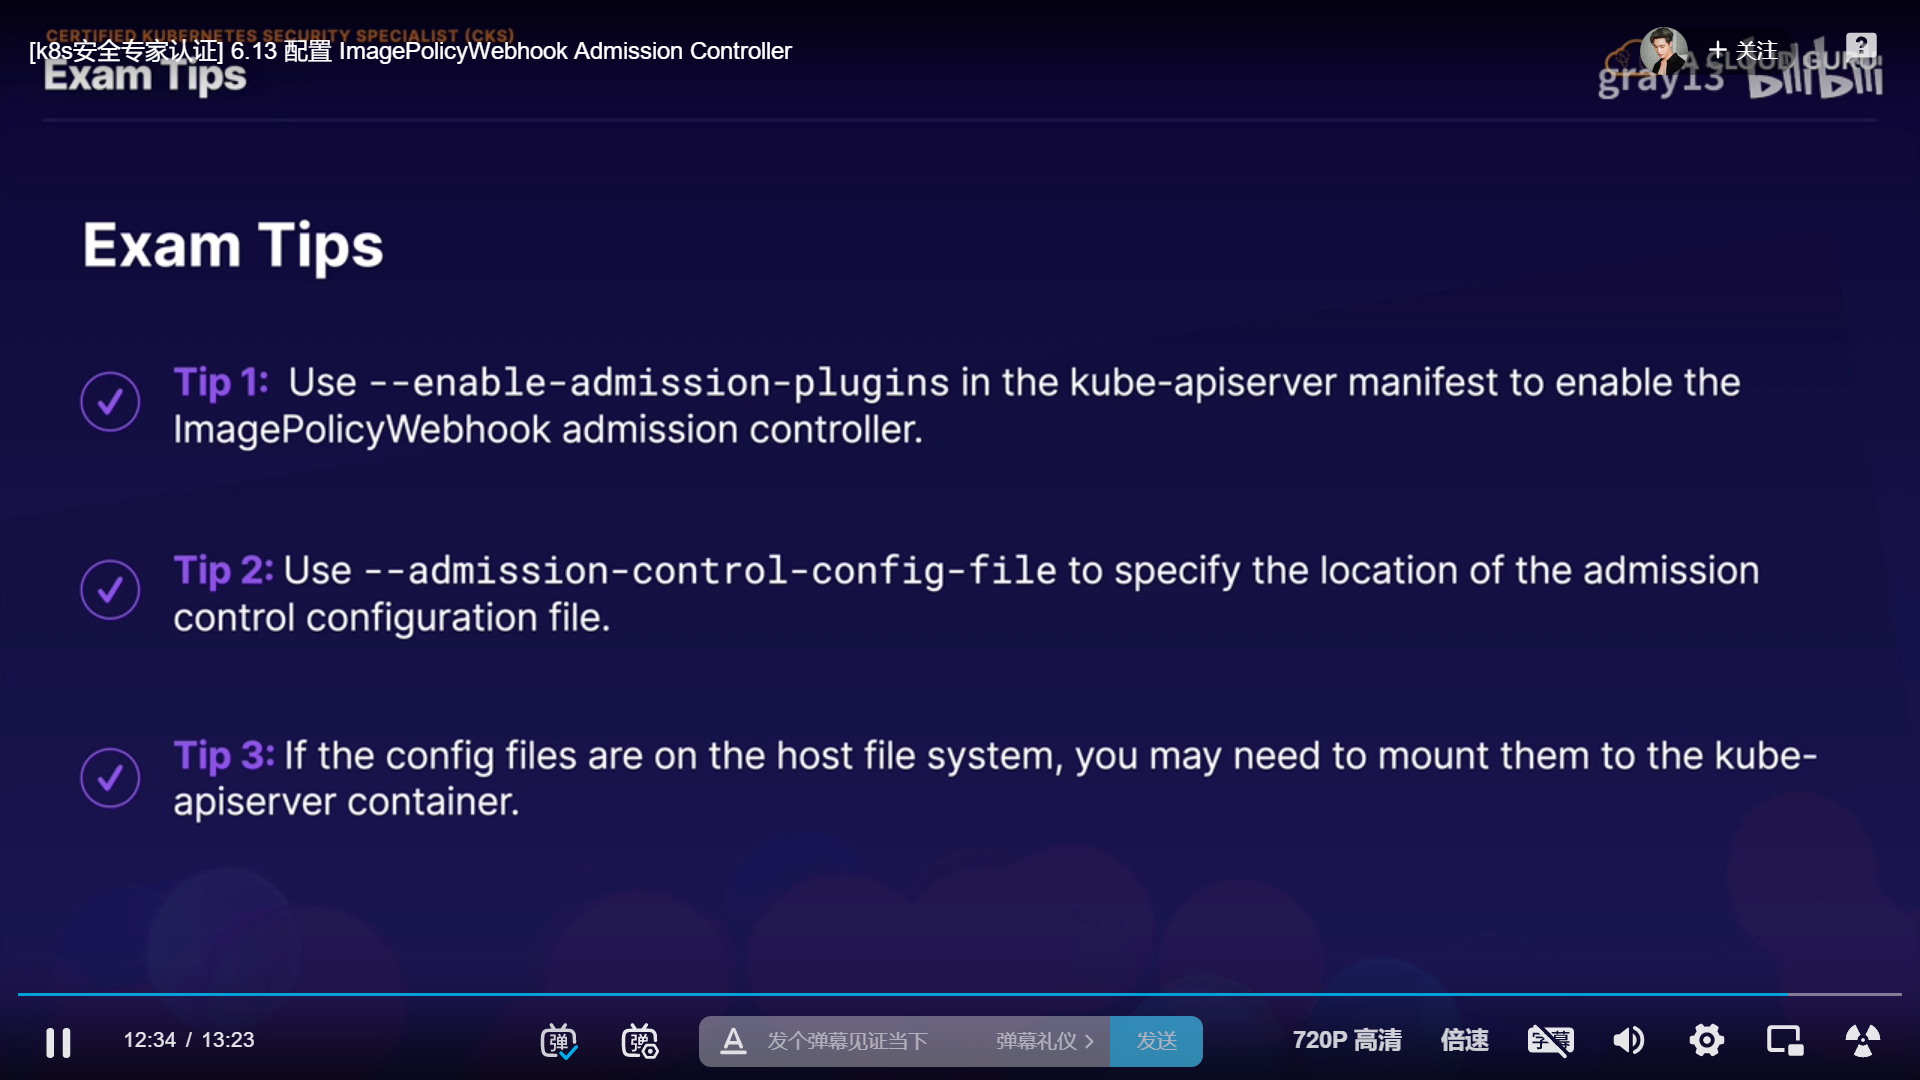 CERTIFIED KUBERNETES SECURITY SPECIALIST (CKS)
[k8s安全专家认证] 6.13 配置 ImagePolicyWebhook Admission Controller
Exam Tips
+ 关注
A CLOUD GURU
gray13 bilibili
Exam Tips
Tip 1: Use --enable-admission-plugins in the kube-apiserver manifest to enable the
ImagePolicyWebhook admission controller.
Tip 2: Use --admission-control-config-file to specify the location of the admission
control configuration file.
Tip 3: If the config files are on the host file system, you may need to mount them to the kube-
apiserver container.
12:34 / 13:23
弹
弹
A 发个弹幕见证当下 弹幕礼仪 > 发送
720P 高清 倍速 字幕